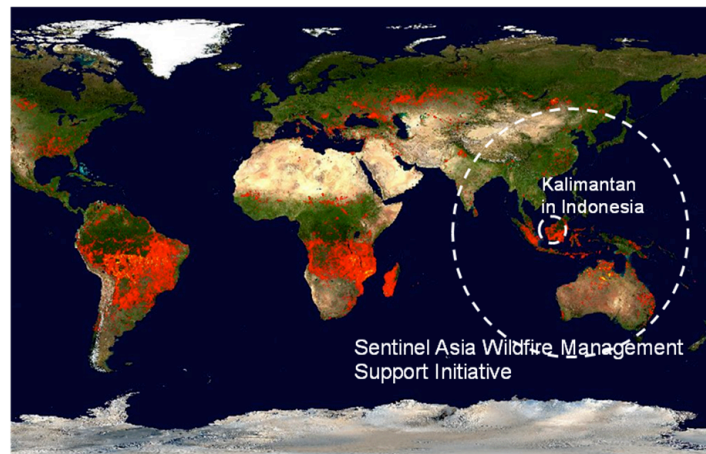 Kalimantan
in Indonesia
Sentinel Asia Wildfire Management
Support Initiative